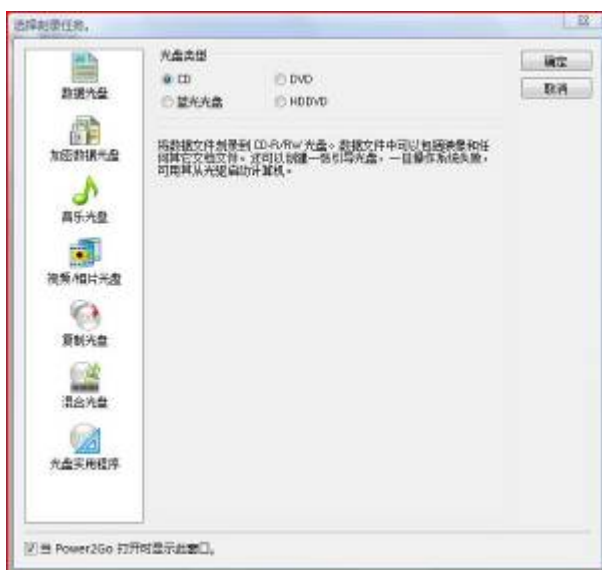 选择刻录任务。
数据光盘
加密数据光盘
音乐光盘
视频/相片光盘
复制光盘
混合光盘
光盘实用程序
光盘类型
CD
DVD
蓝光光盘
HDDVD
将数据文件刻录到 CD-R/RW 光盘。数据文件中可以包括映像和任
何其它文档文件。还可以创建一张引导光盘，一旦操作系统失败，
可用其从光驱启动计算机。
确定
取消
当 Power2Go 打开时显示此窗口。